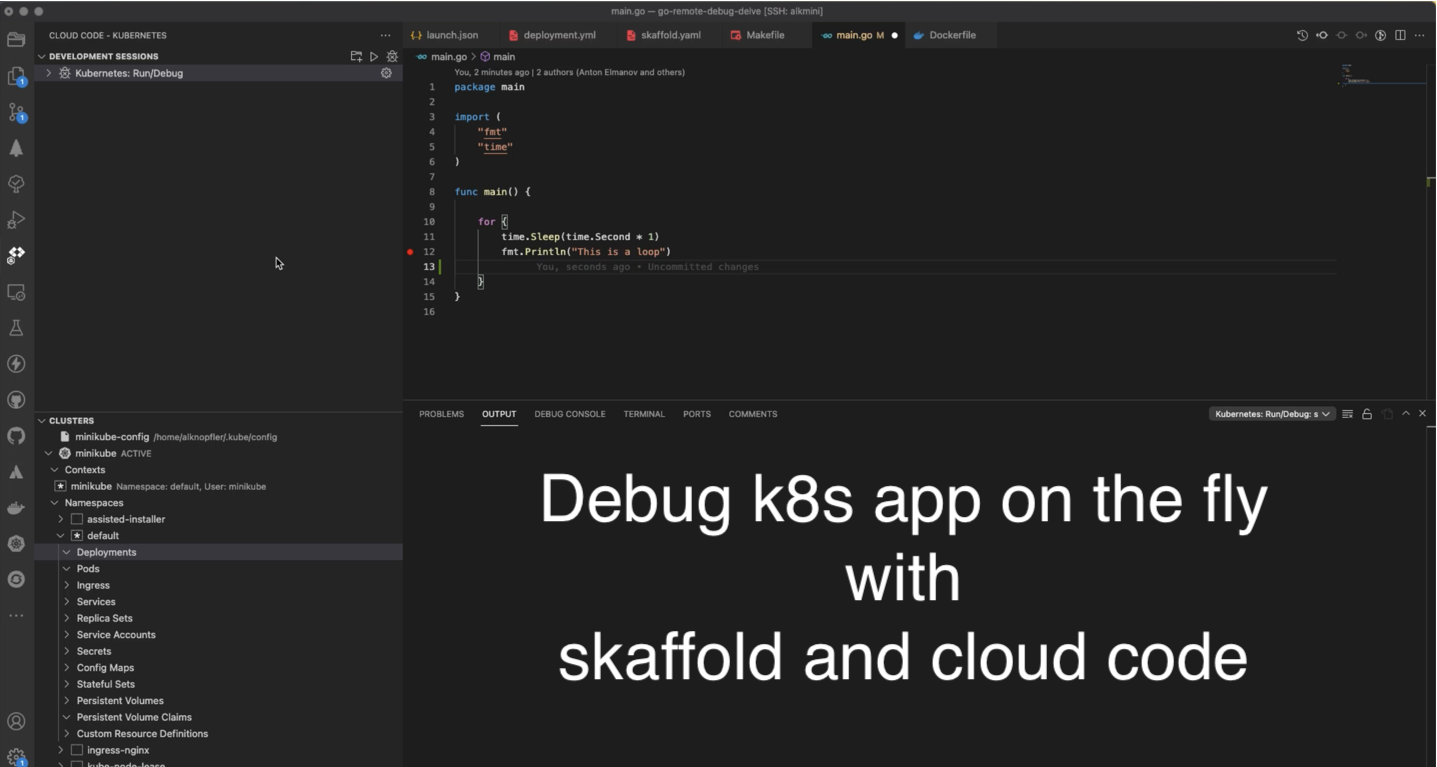 main.go — go-remote-debug-delve [SSH: alkmini]
CLOUD CODE - KUBERNETES
DEVELOPMENT SESSIONS
Kubernetes: Run/Debug
launch.json
deployment.yml
skaffold.yaml
Makefile
main.go M
Dockerfile
main.go > main
You, 2 minutes ago | 2 authors (Anton Elmanov and others)
1 package main
2
3 import (
4 "fmt"
5 "time"
6 )
7
8 func main() {
9
10 for {
11 time.Sleep(time.Second * 1)
12 fmt.Println("This is a loop")
13 You, seconds ago • Uncommitted changes
14 }
15 }
16
CLUSTERS
minikube-config /home/alknopfler/.kube/config
minikube ACTIVE
Contexts
minikube Namespace: default, User: minikube
Namespaces
assisted-installer
default
Deployments
Pods
Ingress
Services
Replica Sets
Service Accounts
Secrets
Config Maps
Stateful Sets
Persistent Volumes
Persistent Volume Claims
Custom Resource Definitions
ingress-nginx
kube-node-lease
PROBLEMS
OUTPUT
DEBUG CONSOLE
TERMINAL
PORTS
COMMENTS
Kubernetes: Run/Debug: s
Debug k8s app on the fly
with
skaffold and cloud code
1
1
1